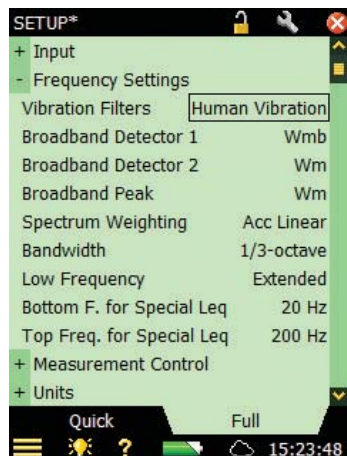 SETUP*
+ Input
- Frequency Settings
Vibration Filters Human Vibration
Broadband Detector 1 Wmb
Broadband Detector 2 Wm
Broadband Peak Wm
Spectrum Weighting Acc Linear
Bandwidth 1/3-octave
Low Frequency Extended
Bottom F. for Special Leq 20 Hz
Top Freq. for Special Leq 200 Hz
+ Measurement Control
+ Units
Quick Full
? 15:23:48